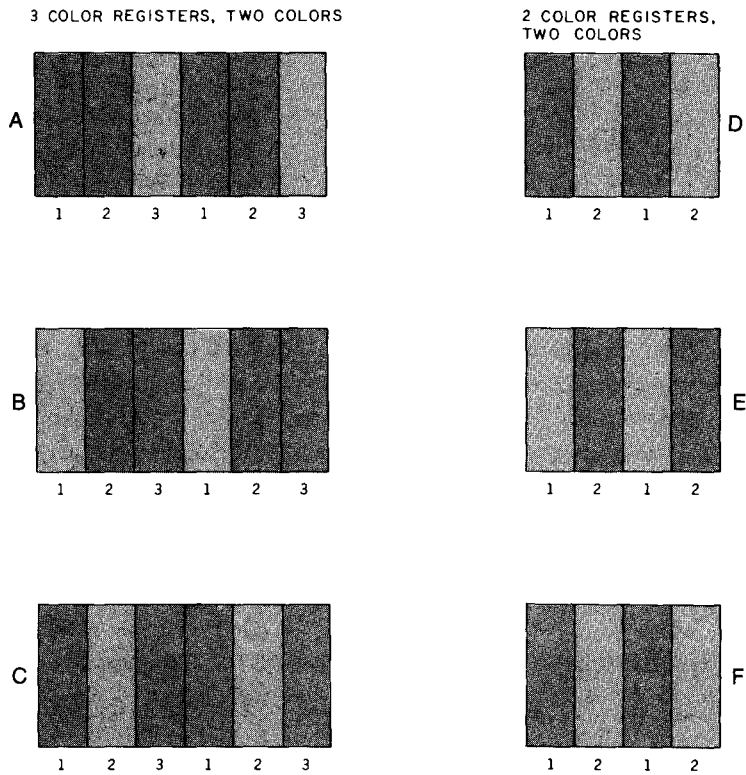 3 COLOR REGISTERS, TWO COLORS
A
1 2 3 1 2 3
B
1 2 3 1 2 3
C
1 2 3 1 2 3
2 COLOR REGISTERS,
TWO COLORS
D
1 2 1 2
E
1 2 1 2
F
1 2 1 2